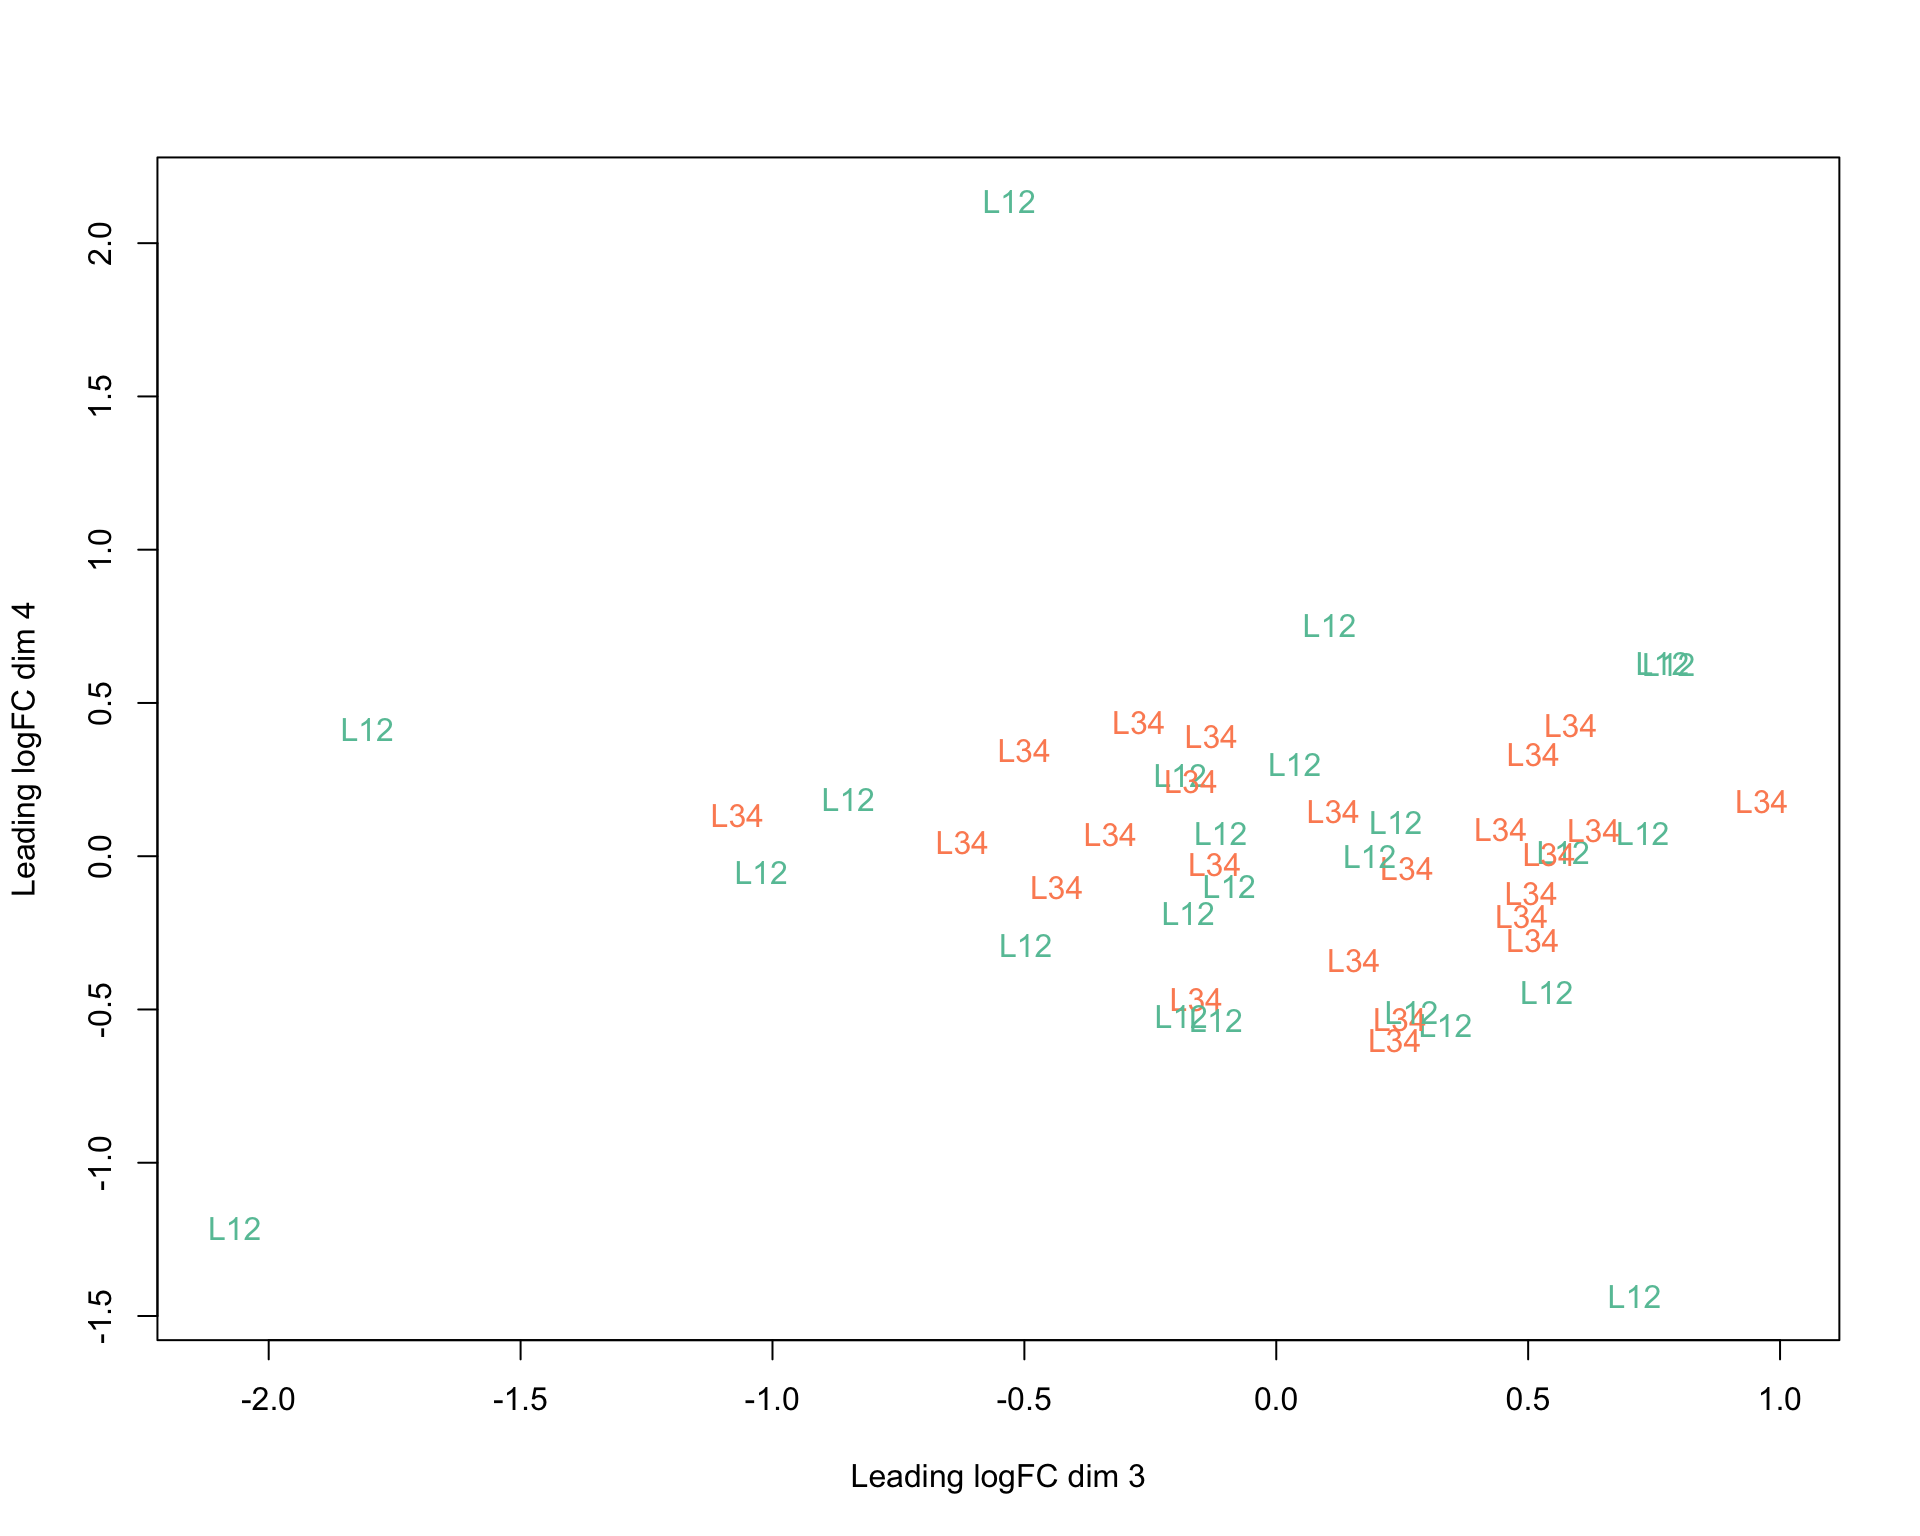 L12
2.0
1.5
1.0
L12
L12 L12
0.5
L12 L34 L34 L34
L34 L34
L12 L12
L34
L12 L34 L34
L34 L12 L34 L34 L12
L34 L34 L12
0.0
L34 L12 L34 L12
L12 L34
L34 L12 L34
L12 L34
L12 L34
L34
L34 L12
-0.5
L12 L12 L12 L34 L12
L34
-1.0
L12
L12
-1.5
-2.0 -1.5 -1.0 -0.5 0.0 0.5 1.0
Leading logFC dim 3
Leading logFC dim 4